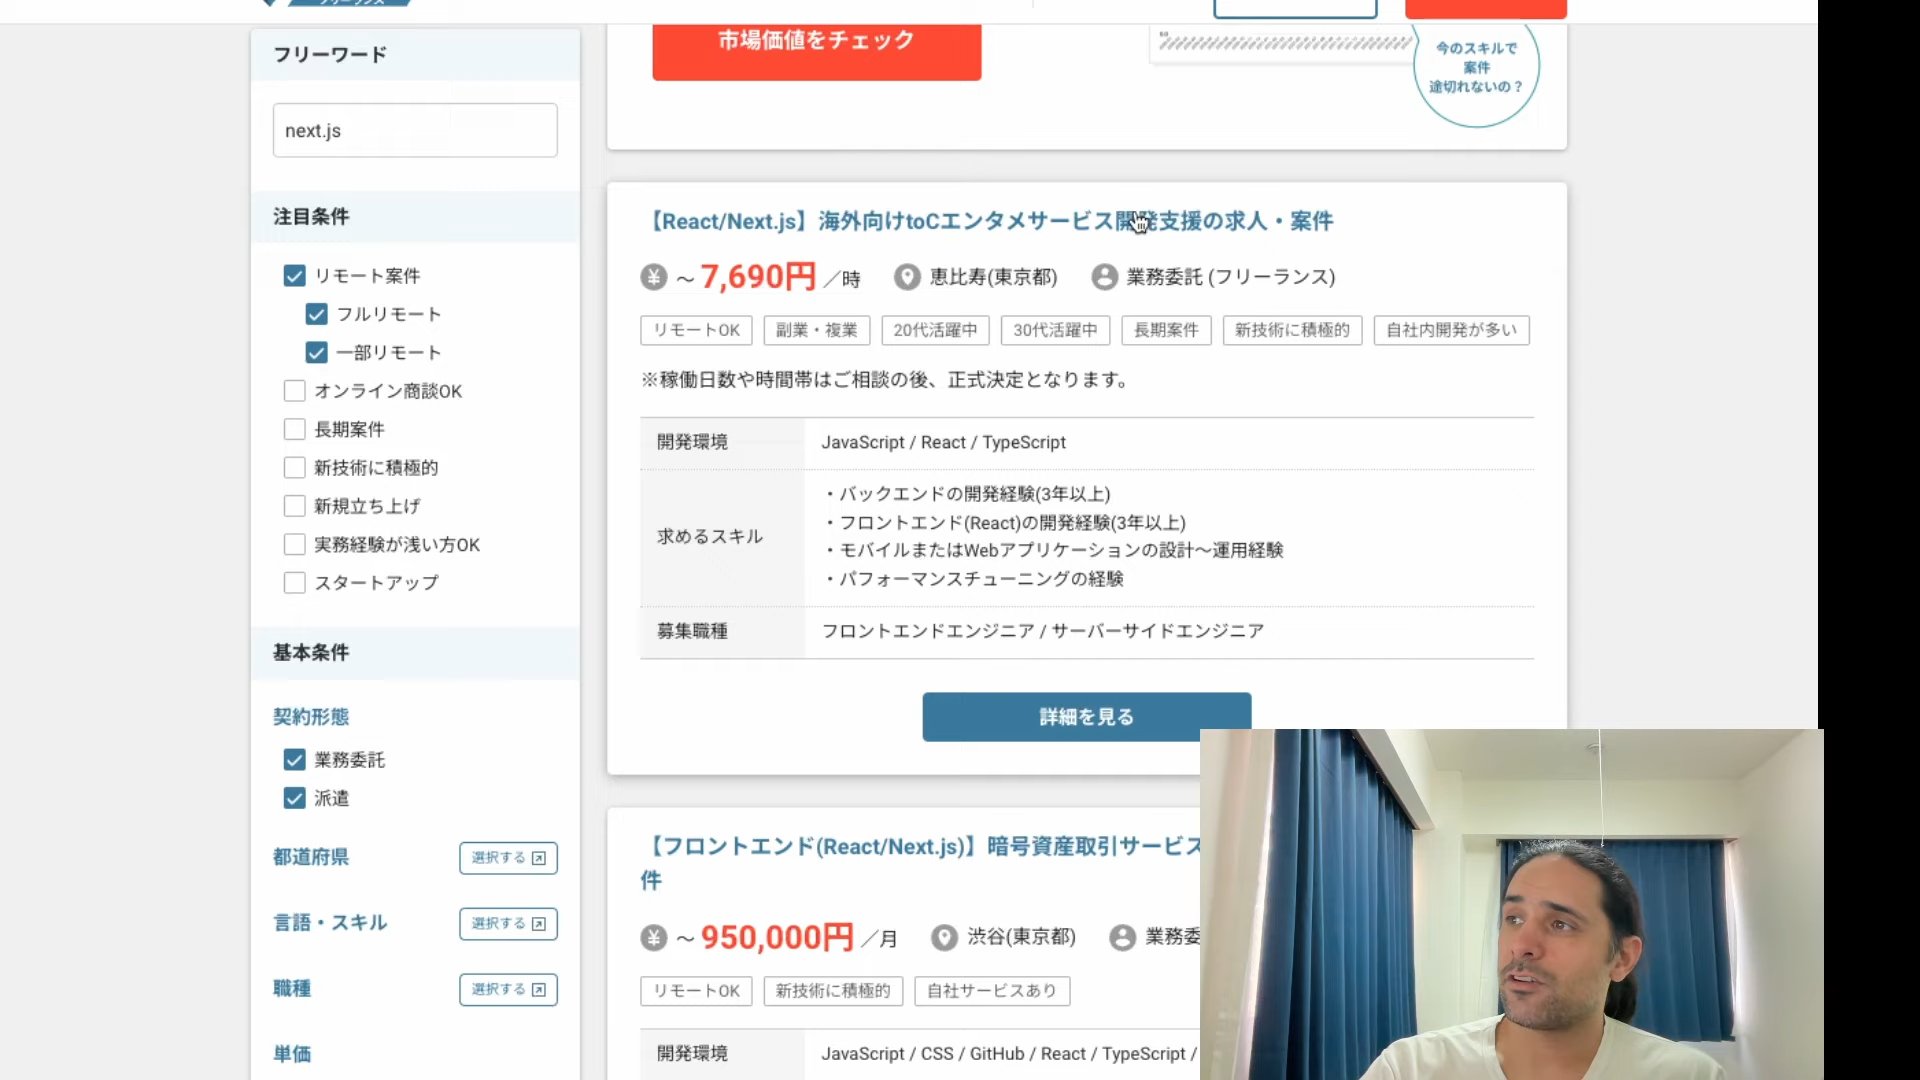 フリーランス
フリーワード
next.js
注目条件
リモート案件
フルリモート
一部リモート
オンライン商談OK
長期案件
新技術に積極的
新規立ち上げ
実務経験が浅い方OK
スタートアップ
基本条件
契約形態
業務委託
派遣
都道府県 選択する
言語・スキル 選択する
職種 選択する
単価
市場価値をチェック
今のスキルで
案件
途切れないの？
【React/Next.js】海外向けtoCエンタメサービス開発支援の求人・案件
¥ ～7,690円／時 恵比寿(東京都) 業務委託 (フリーランス)
リモートOK 副業・複業 20代活躍中 30代活躍中 長期案件 新技術に積極的 自社内開発が多い
※稼働日数や時間帯はご相談の後、正式決定となります。
開発環境 JavaScript / React / TypeScript
求めるスキル
・バックエンドの開発経験(3年以上)
・フロントエンド(React)の開発経験(3年以上)
・モバイルまたはWebアプリケーションの設計〜運用経験
・パフォーマンスチューニングの経験
募集職種 フロントエンドエンジニア / サーバーサイドエンジニア
詳細を見る
【フロントエンド(React/Next.js)】暗号資産取引サービス
件
¥ ～950,000円／月 渋谷(東京都) 業務委
リモートOK 新技術に積極的 自社サービスあり
開発環境 JavaScript / CSS / GitHub / React / TypeScript /